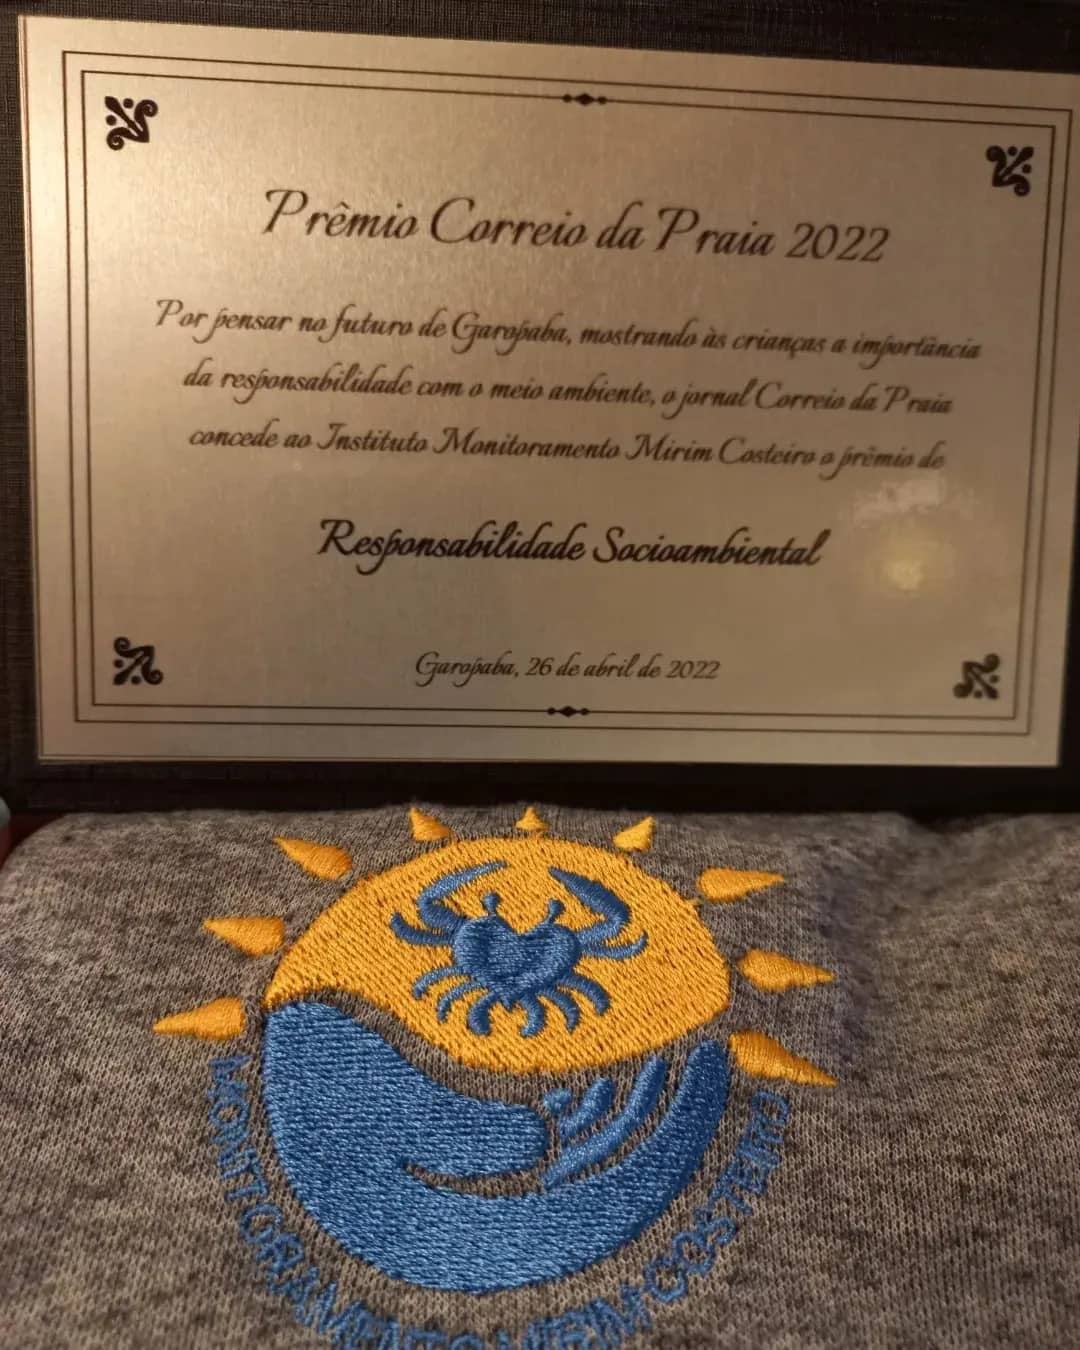 Prêmio Correio da Praia 2022
Por pensar no futuro de Garopaba, mostrando às crianças a importância
da responsabilidade com o meio ambiente, o jornal Correio da Praia
concede ao Instituto Monitoramento Mirim Costeiro o prêmio de
Responsabilidade Socioambiental
Garopaba, 26 de abril de 2022
MONITORAMENTO MIRIM COSTEIRO